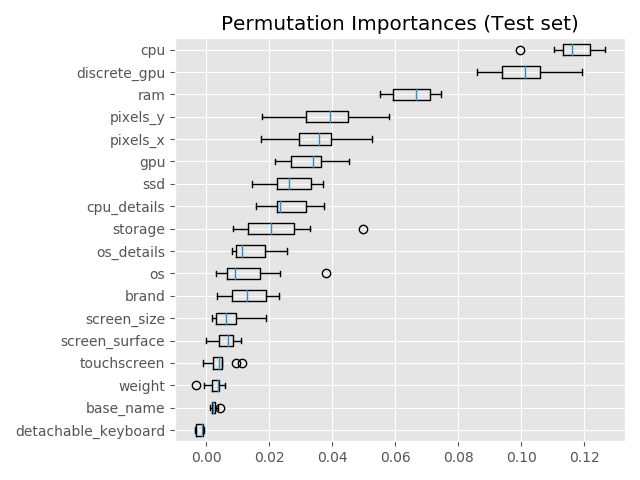 Permutation Importances (Test set)
cpu
discrete_gpu
ram
pixels_y
pixels_x
gpu
ssd
cpu_details
storage
os_details
os
brand
screen_size
screen_surface
touchscreen
weight
base_name
detachable_keyboard
0.00 0.02 0.04 0.06 0.08 0.10 0.12